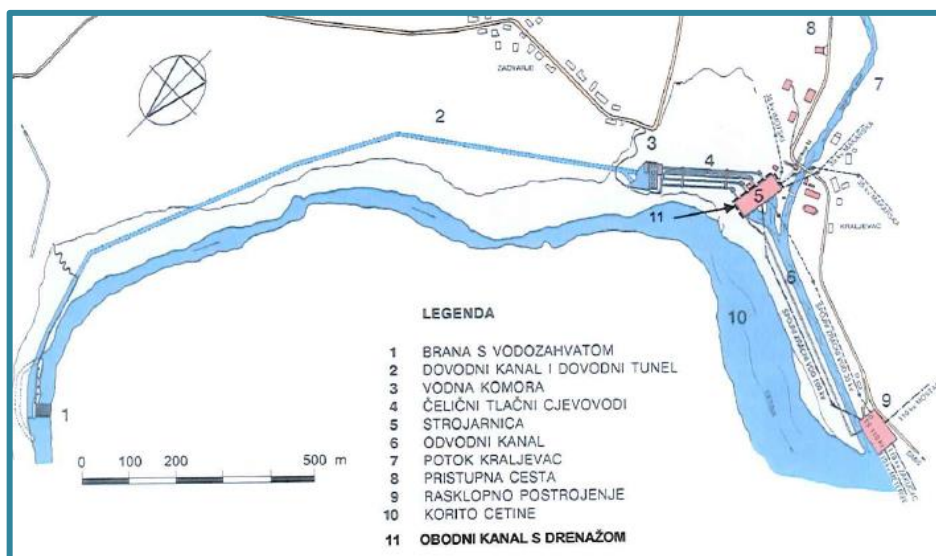 8
ZADVARJE
2
7
3
4
5
11
KRALJEVAC
6
10
CETINA
9
1
0 100 200 300 500 m
LEGENDA
1 BRANA S VODOZAHVATOM
2 DOVODNI KANAL I DOVODNI TUNEL
3 VODNA KOMORA
4 ČELIČNI TLAČNI CJEVOVODI
5 STROJARNICA
6 ODVODNI KANAL
7 POTOK KRALJEVAC
8 PRISTUPNA CESTA
9 RASKLOPNO POSTROJENJE
10 KORITO CETINE
11 OBODNI KANAL S DRENAŽOM